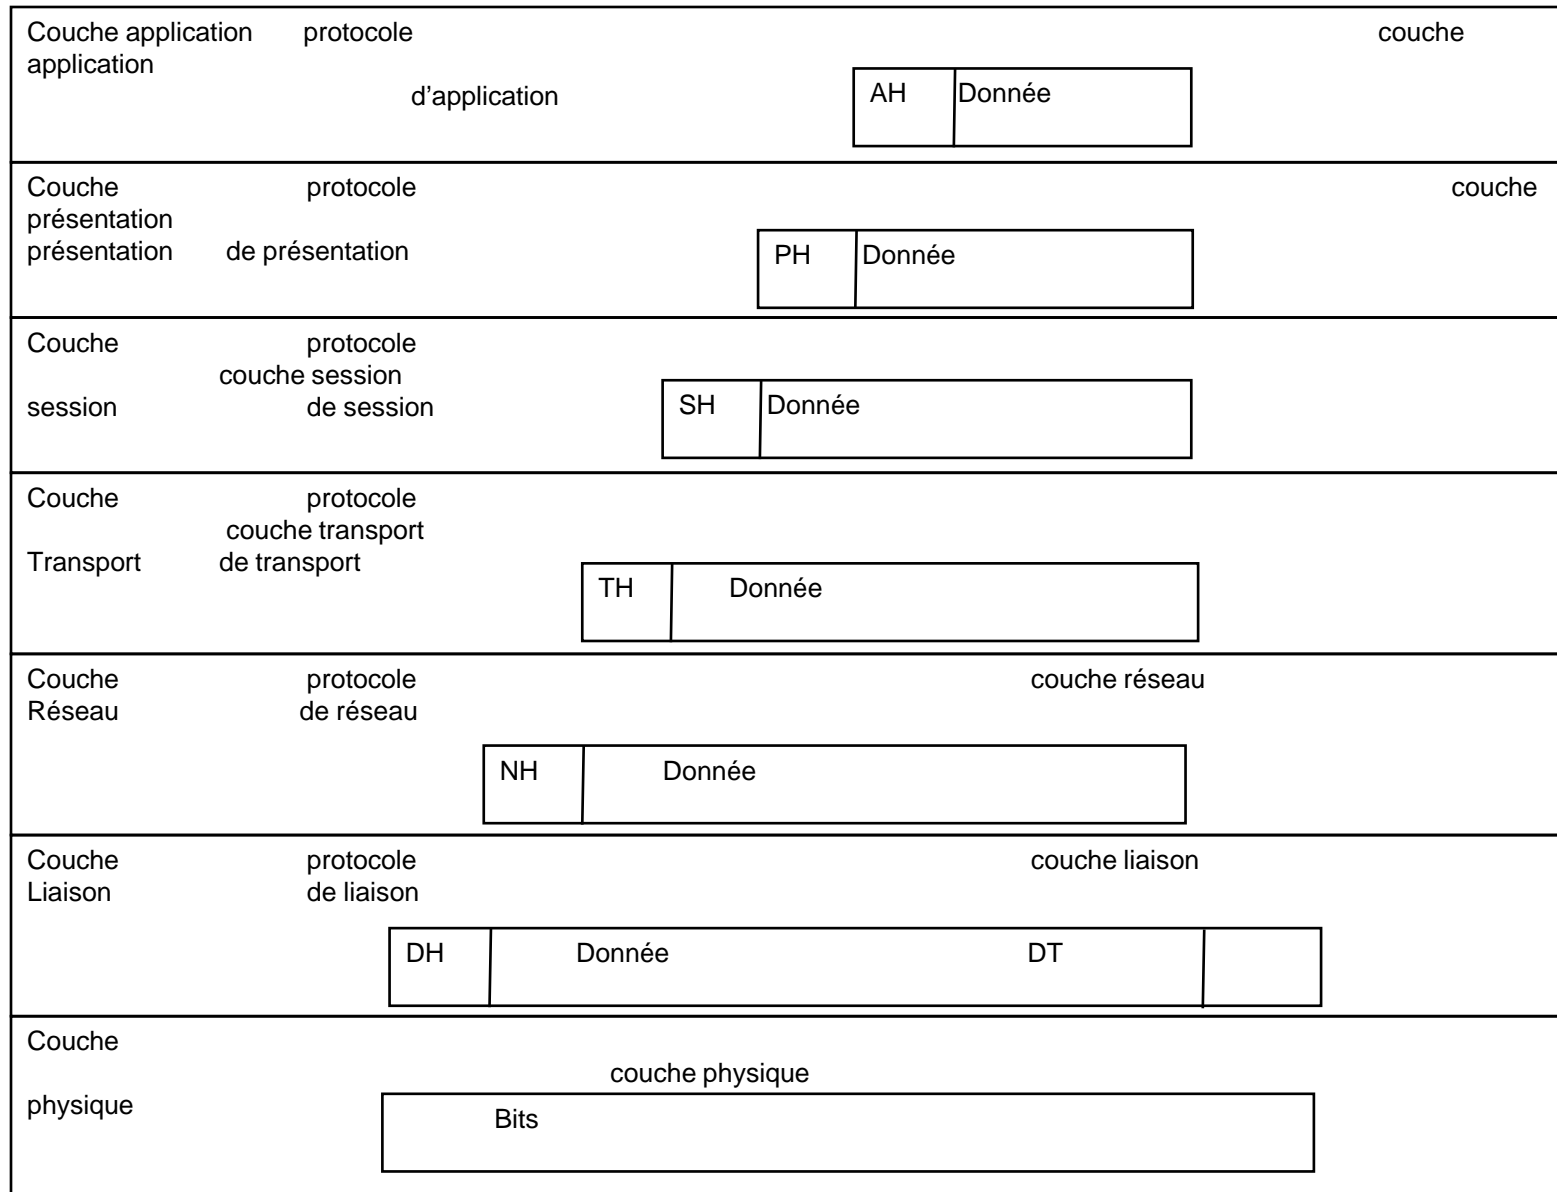 Couche application protocole couche
application
d’application
AH Donnée
Couche protocole couche
présentation
présentation de présentation
PH Donnée
Couche protocole
couche session
session de session
SH Donnée
Couche protocole
couche transport
Transport de transport
TH Donnée
Couche protocole couche réseau
Réseau de réseau
NH Donnée
Couche protocole couche liaison
Liaison de liaison
DH Donnée DT
Couche
couche physique
physique
Bits